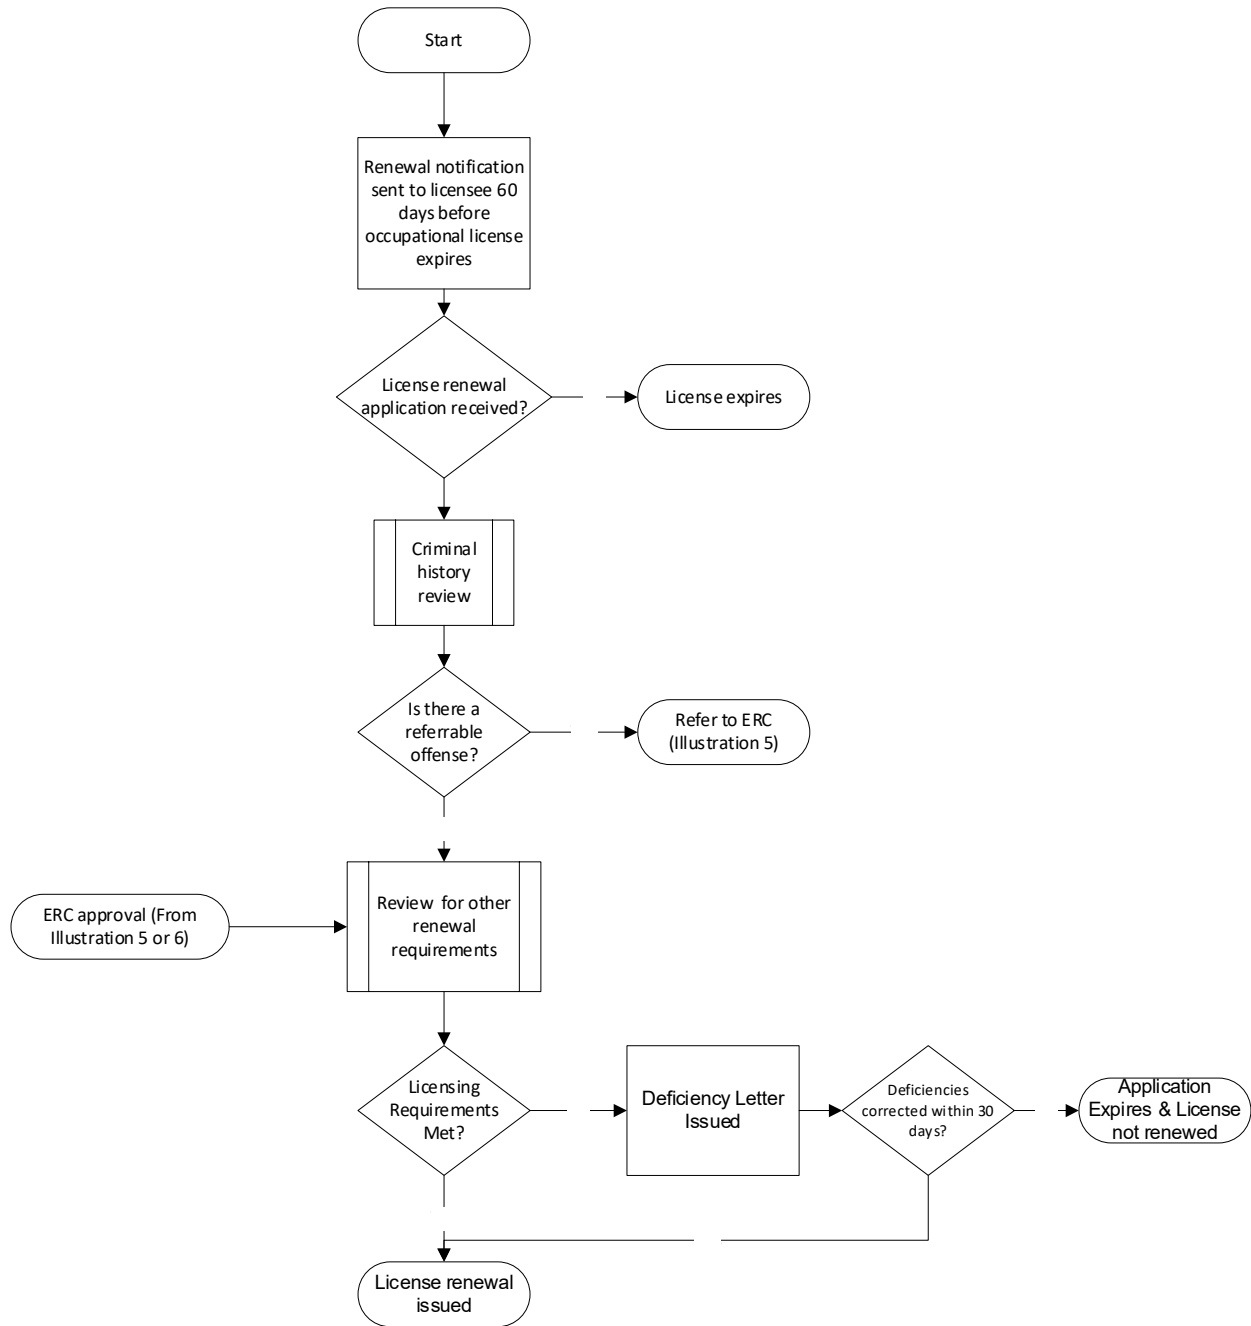 Start
Renewal notification
sent to licensee 60
days before
occupational license
expires
License renewal
application received?
License expires
Criminal
history
review
Is there a
referrable
offense?
Refer to ERC
(Illustration 5)
ERC approval (From
Illustration 5 or 6)
Review for other
renewal
requirements
Licensing
Requirements
Met?
Deficiency Letter
Issued
Deficiencies
corrected within 30
days?
Application
Expires & License
not renewed
License renewal
issued